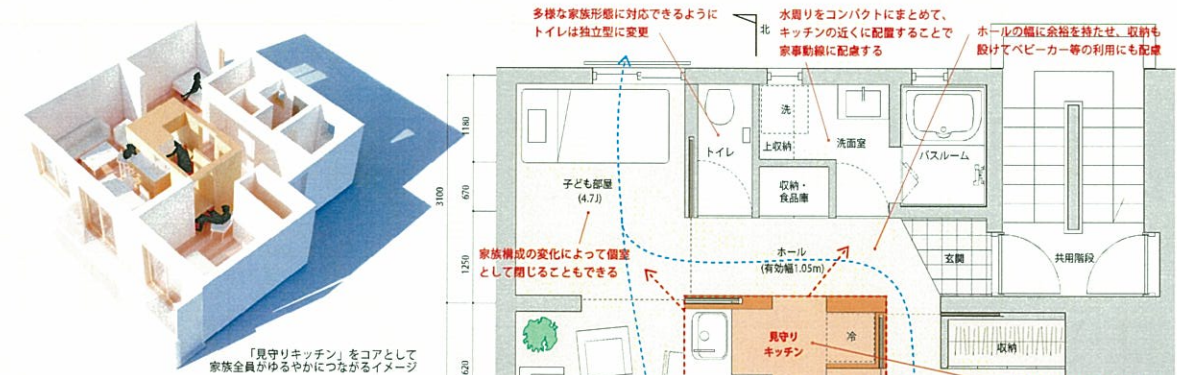 多様な家族形態に対応できるように
トイレは独立型に変更
北
水周りをコンパクトにまとめて、
キッチンの近くに配置することで
家事動線に配慮する
ホールの幅に余裕を持たせ、収納も
設けてベビーカー等の利用にも配慮
1180
670
3100
1250
620
洗
上収納
洗面室
トイレ
バスルーム
収納・
食品庫
子ども部屋
(4.7J)
家族構成の変化によって個室
として閉じることもできる
ホール
(有効幅1.05m)
玄関
共用階段
見守り
キッチン
冷
収納
「見守りキッチン」をコアとして
家族全員がゆるやかにつながるイメージ